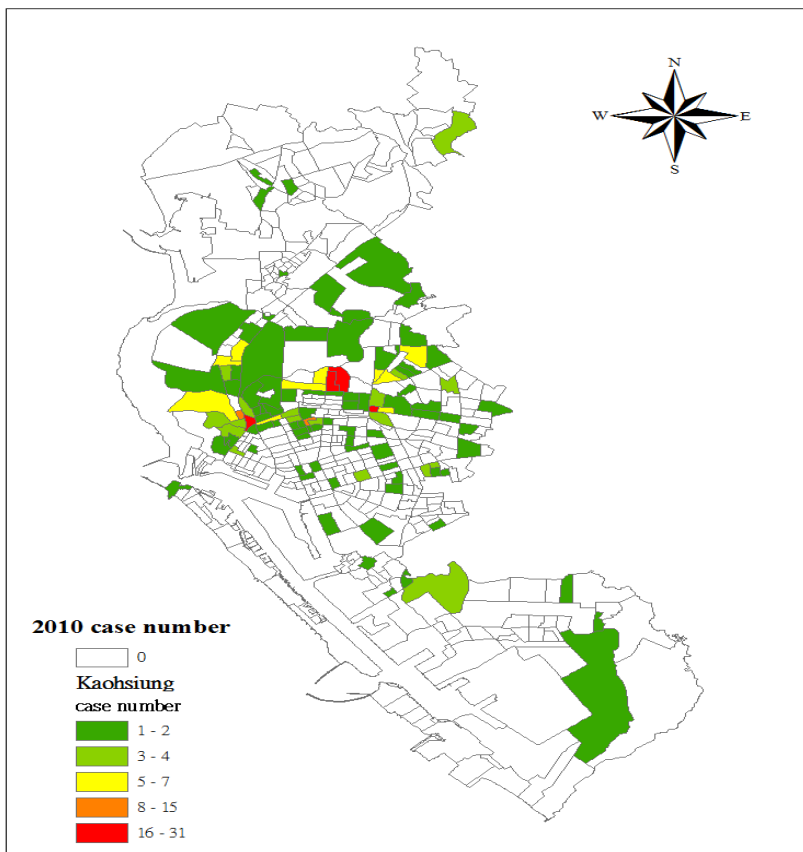 N
W E
S
2010 case number
0
Kaohsiung
case number
1 - 2
3 - 4
5 - 7
8 - 15
16 - 31